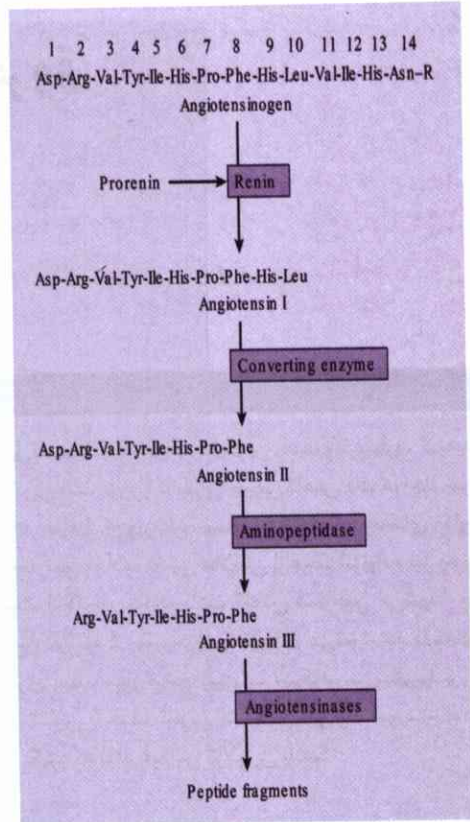 1 2 3 4 5 6 7 8 9 10 11 12 13 14
Asp-Arg-Val-Tyr-Ile-His-Pro-Phe-His-Leu-Val-Ile-His-Asn–R
Angiotensinogen
Prorenin Renin
Asp-Arg-Val-Tyr-Ile-His-Pro-Phe-His-Leu
Angiotensin I
Converting enzyme
Asp-Arg-Val-Tyr-Ile-His-Pro-Phe
Angiotensin II
Aminopeptidase
Arg-Val-Tyr-Ile-His-Pro-Phe
Angiotensin III
Angiotensinases
Peptide fragments